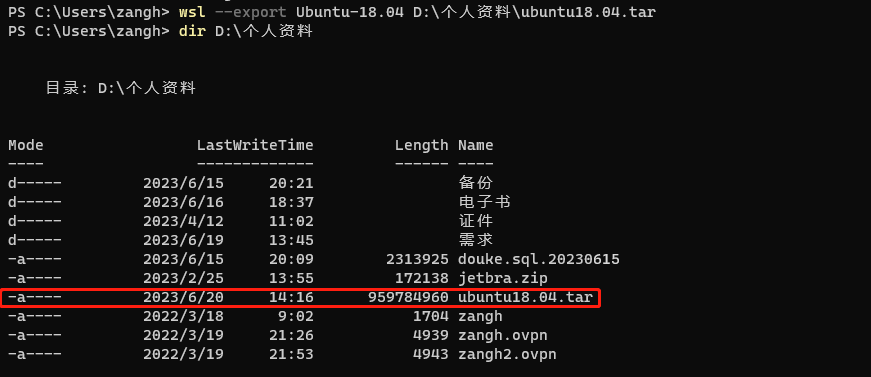 PS C:\Users\zangh> wsl --export Ubuntu-18.04 D:\个人资料\ubuntu18.04.tar
PS C:\Users\zangh> dir D:\个人资料
目录: D:\个人资料
Mode                 LastWriteTime         Length Name
----                 -------------         ------ ----
d-----         2023/6/15     20:21                备份
d-----         2023/6/16     18:37                电子书
d-----         2023/4/12     11:02                证件
d-----         2023/6/19     13:45                需求
-a----         2023/6/15     20:09        2313925 douke.sql.20230615
-a----         2023/2/25     13:55         172138 jetbra.zip
-a----         2023/6/20     14:16      959784960 ubuntu18.04.tar
-a----         2022/3/18      9:02           1704 zangh
-a----         2022/3/19     21:26           4939 zangh.ovpn
-a----         2022/3/19     21:53           4943 zangh2.ovpn